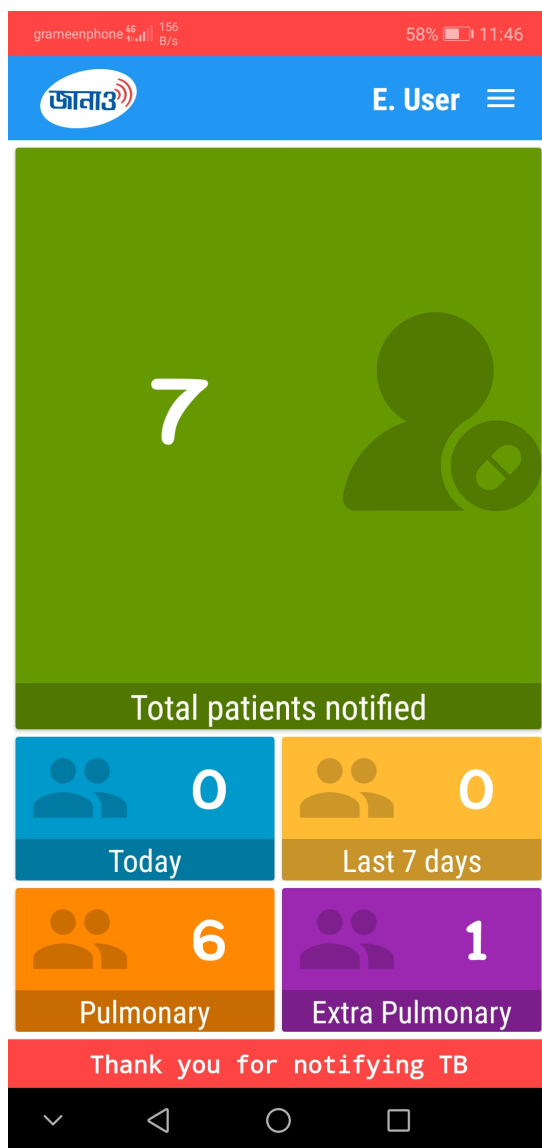 grameenphone 4G 156 B/s 58% 11:46
জানাও E. User
7
Total patients notified
0 0
Today Last 7 days
6 1
Pulmonary Extra Pulmonary
Thank you for notifying TB